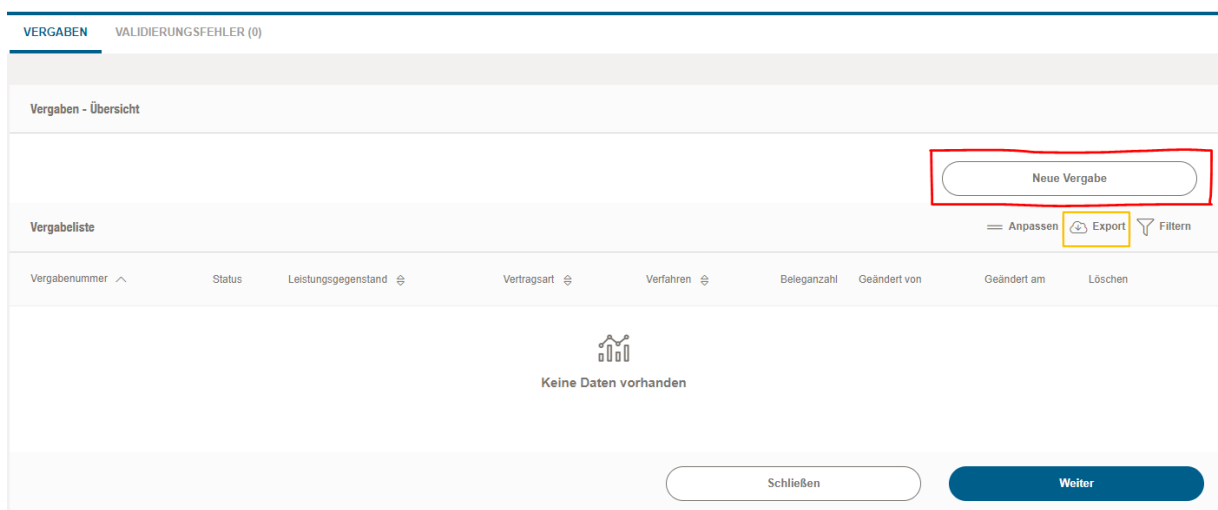 VERGABEN VALIDIERUNGSFEHLER (0)
Vergaben - Übersicht
Neue Vergabe
Vergabeliste Anpassen Export Filtern
Vergabenummer Status Leistungsgegenstand Vertragsart Verfahren Beleganzahl Geändert von Geändert am Löschen
Keine Daten vorhanden
Schließen Weiter